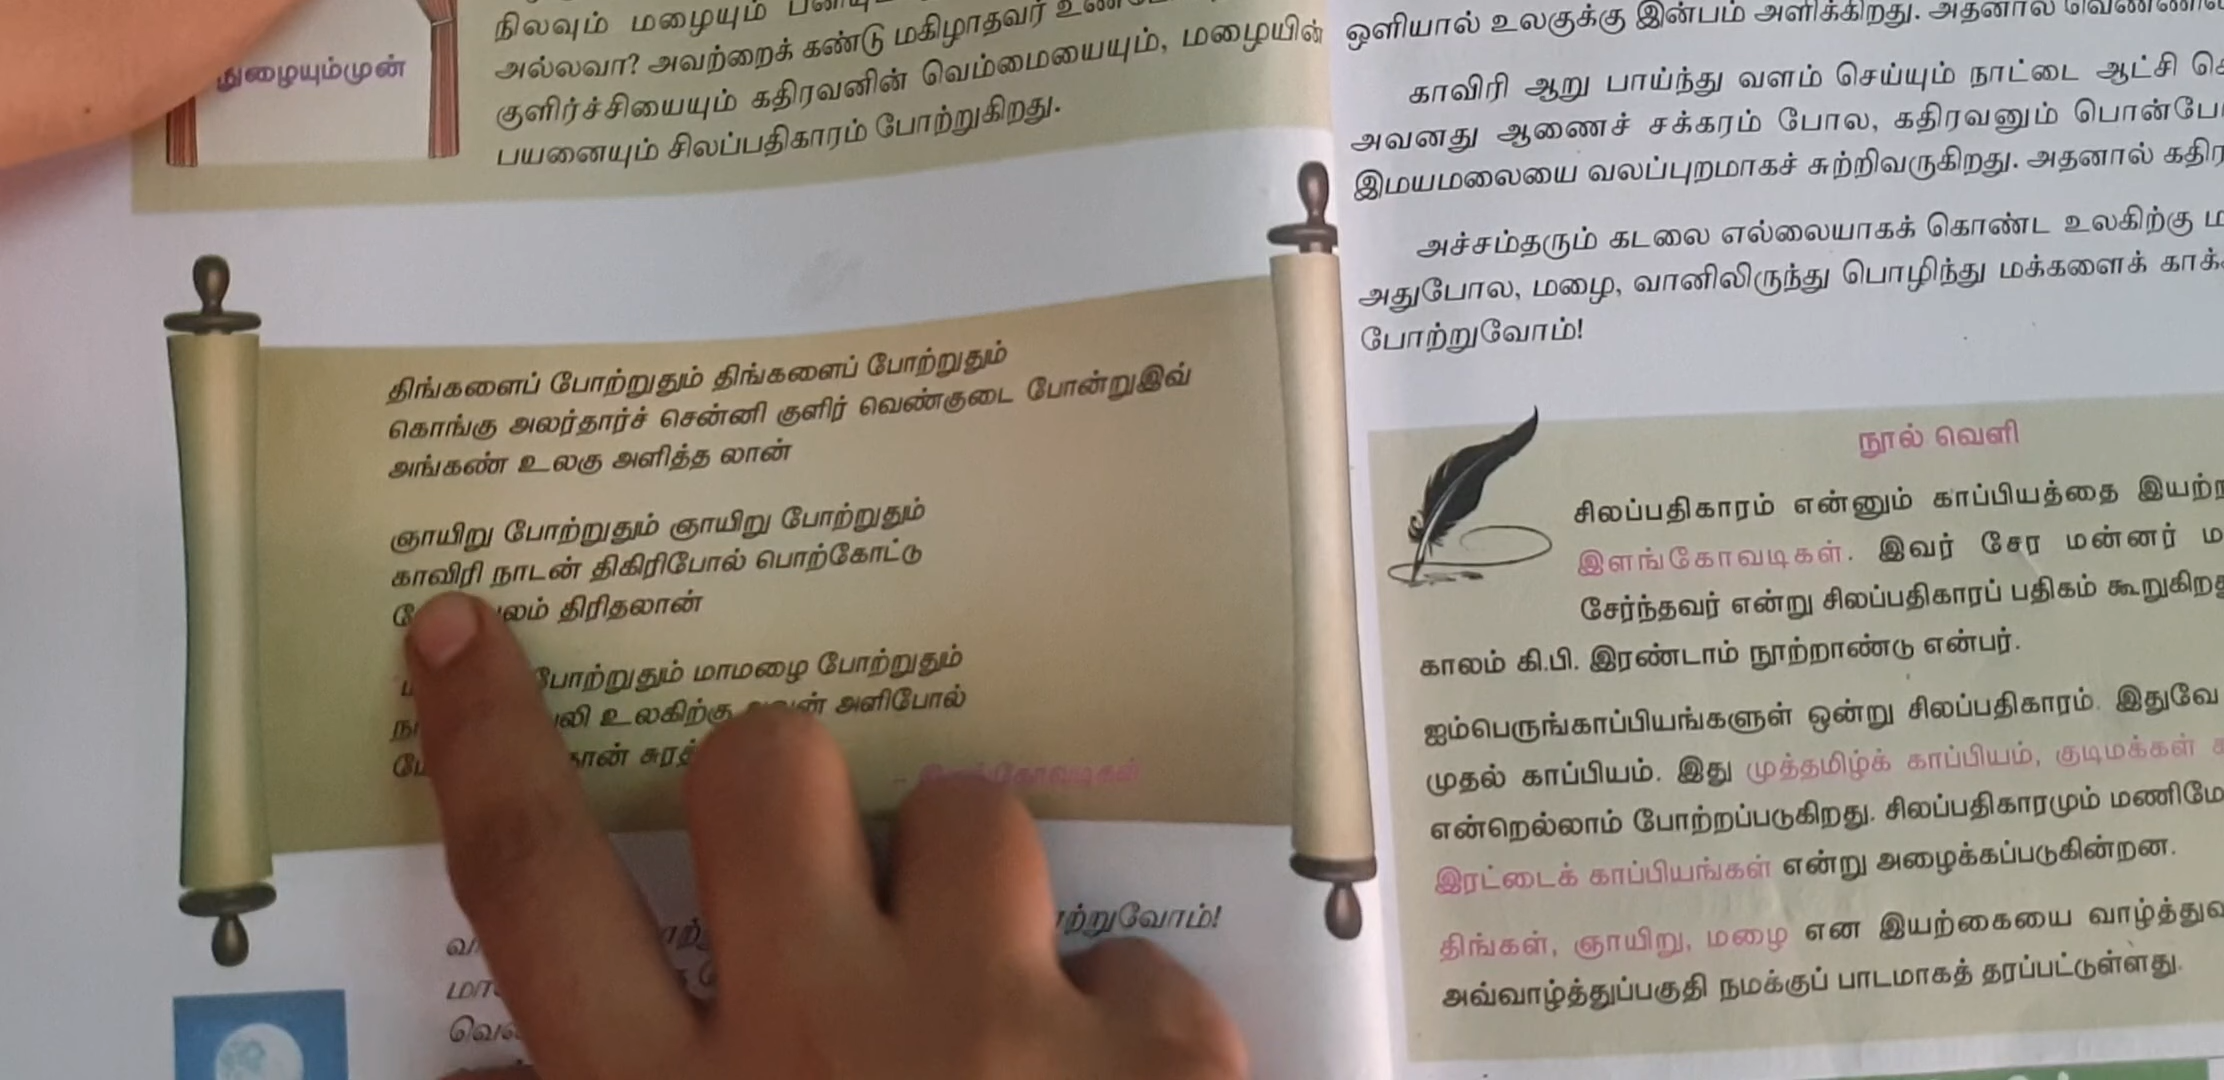 நுழையும்முன்
நிலவும் மழையும்
அல்லவா? அவற்றைக் கண்டு மகிழாதவர்
குளிர்ச்சியையும் கதிரவனின் வெம்மையையும், மழையின்
பயனையும் சிலப்பதிகாரம் போற்றுகிறது.
திங்களைப் போற்றுதும் திங்களைப் போற்றுதும்
கொங்கு அலர்தார்ச் சென்னி குளிர் வெண்குடை போன்றுஇவ்
அங்கண் உலகு அளித்த லான்
ஞாயிறு போற்றுதும் ஞாயிறு போற்றுதும்
காவிரி நாடன் திகிரிபோல் பொற்கோட்டு
திரிதலான்
போற்றுதும் மாமழை போற்றுதும்
உலகிற்கு அளிபோல்
ஒளியால் உலகுக்கு இன்பம் அளிக்கிறது. அதனால்
காவிரி ஆறு பாய்ந்து வளம் செய்யும் நாட்டை ஆட்சி
அவனது ஆணைச் சக்கரம் போல, கதிரவனும்
இமயமலையை வலப்புறமாகச் சுற்றிவருகிறது. அதனால்
அச்சம்தரும் கடலை எல்லையாகக் கொண்ட உலகிற்கு
அதுபோல, மழை, வானிலிருந்து பொழிந்து மக்களைக்
போற்றுவோம்!
நூல் வெளி
சிலப்பதிகாரம் என்னும் காப்பியத்தை
இளங்கோவடிகள். இவர் சேர மன்னர்
சேர்ந்தவர் என்று சிலப்பதிகாரப் பதிகம்
காலம் கி.பி. இரண்டாம் நூற்றாண்டு என்பர்.
ஐம்பெருங்காப்பியங்களுள் ஒன்று சிலப்பதிகாரம். இதுவே
முதல் காப்பியம். இது முத்தமிழ்க் காப்பியம், குடிமக்கள்
என்றெல்லாம் போற்றப்படுகிறது. சிலப்பதிகாரமும்
இரட்டைக் காப்பியங்கள் என்று அழைக்கப்படுகின்றன.
திங்கள், ஞாயிறு, மழை என இயற்கையை
அவ்வாழ்த்துப்பகுதி நமக்குப் பாடமாகத் தரப்பட்டுள்ளது.